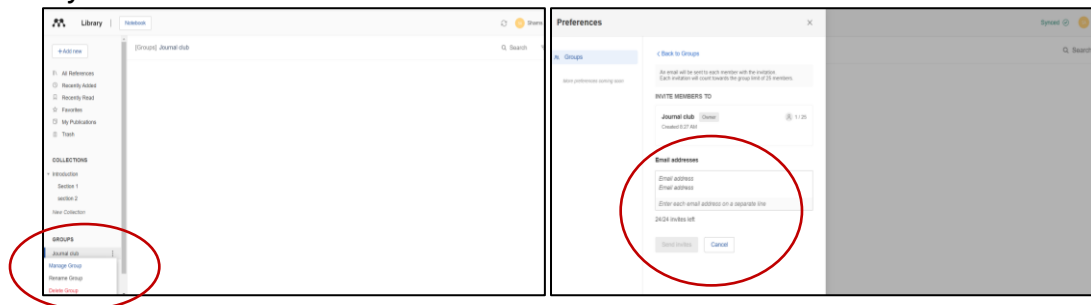 Library
Notebook
Shams
+Add new
[Groups] Journal club
Search
All References
Recently Added
Recently Read
Favorites
My Publications
Trash
COLLECTIONS
Introduction
Section 1
section 2
New Collection
GROUPS
Journal club
Manage Group
Rename Group
Delete Group
Preferences
Groups
More preferences coming soon
< Back to Groups
An email will be sent to each member with the invitation.
Each invitation will count towards the group limit of 25 members.
INVITE MEMBERS TO
Journal club Owner 1 / 25
Created 8:27 AM
Email addresses
Email address
Email address
Enter each email address on a separate line
24/24 invites left
Send invites Cancel
Synced
Search